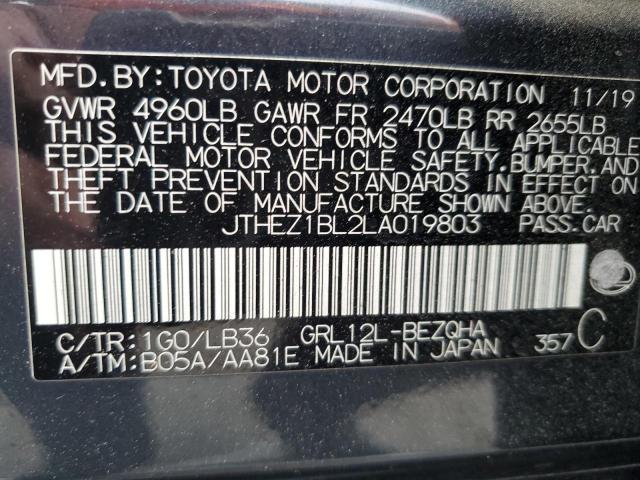 MFD.BY:TOYOTA MOTOR CORPORATION 11/19
GVWR 4960LB GAWR FR 2470LB RR 2655LB
THIS VEHICLE CONFORMS TO ALL APPLICABLE
FEDERAL MOTOR VEHICLE SAFETY.BUMPER.AND
THEFT PREVENTION STANDARDS IN EFFECT ON
THE DATE OF MANUFACTURE SHOWN ABOVE.
JTHEZ1BL2LA019803 PASS.CAR
C/TR:1G0/LB36 GRL12L-BEZQHA
A/TM:B05A/AA81E MADE IN JAPAN 357 C